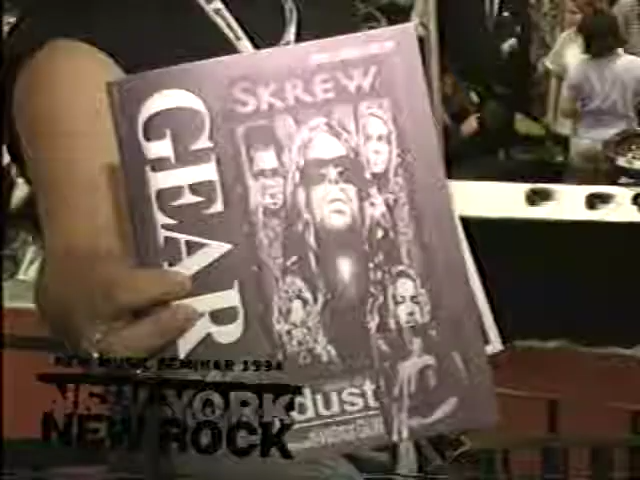 SKREW
GEAR
dust
NEW MUSIC SEMINAR 1994
NEW YORK
NEW ROCK